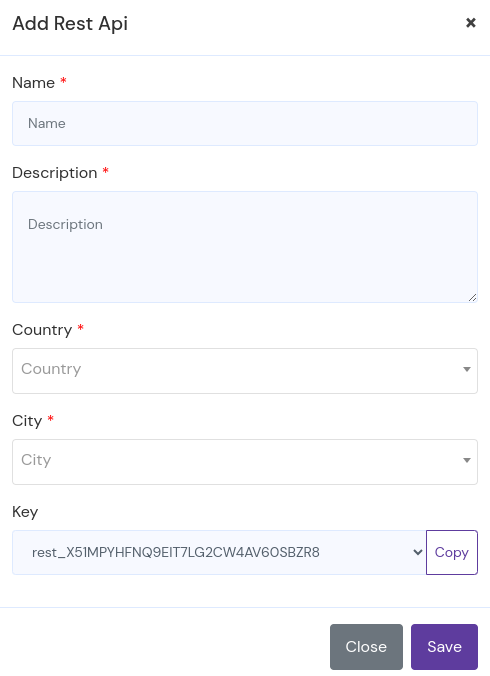 Add Rest Api ×
Name *
Name
Description *
Description
Country *
Country
City *
City
Key
rest_X51MPYHFNQ9EIT7LG2CW4AV60SBZR8 Copy
Close Save